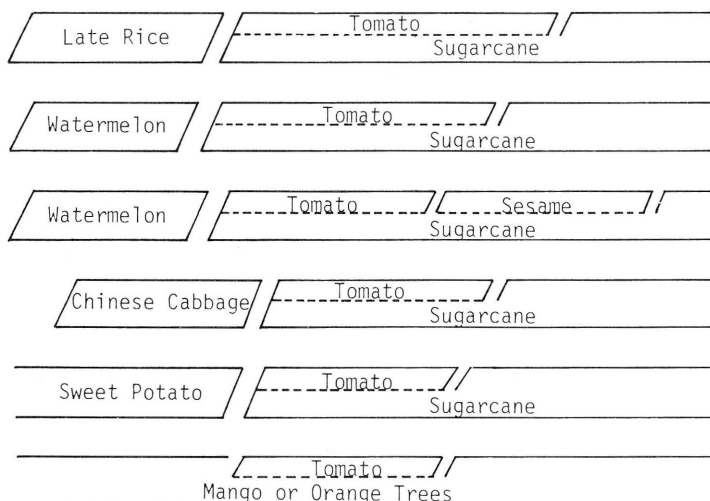 Tomato
Late Rice
Sugarcane
Tomato
Watermelon
Sugarcane
Tomato
Sesame
Watermelon
Sugarcane
Tomato
Chinese Cabbage
Sugarcane
Tomato
Sweet Potato
Sugarcane
Tomato
Mango or Orange Trees